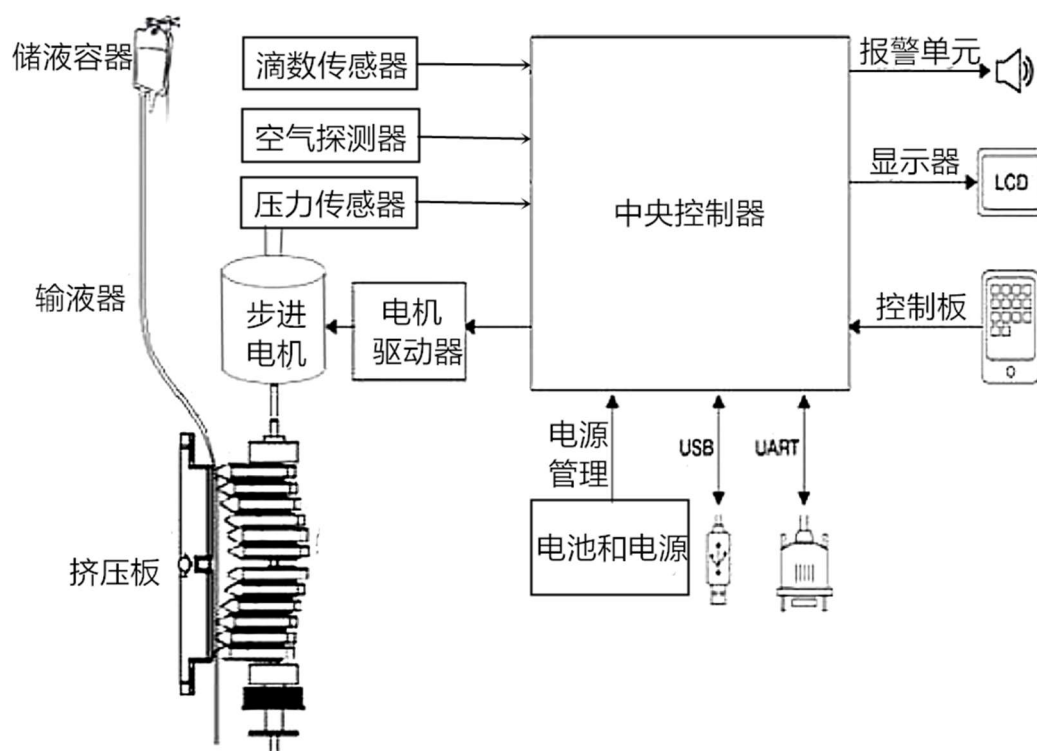 储液容器
滴数传感器
报警单元
空气探测器
显示器
LCD
压力传感器
中央控制器
输液器
步进
电机
电机
驱动器
控制板
电源
管理
USB
UART
电池和电源
挤压板